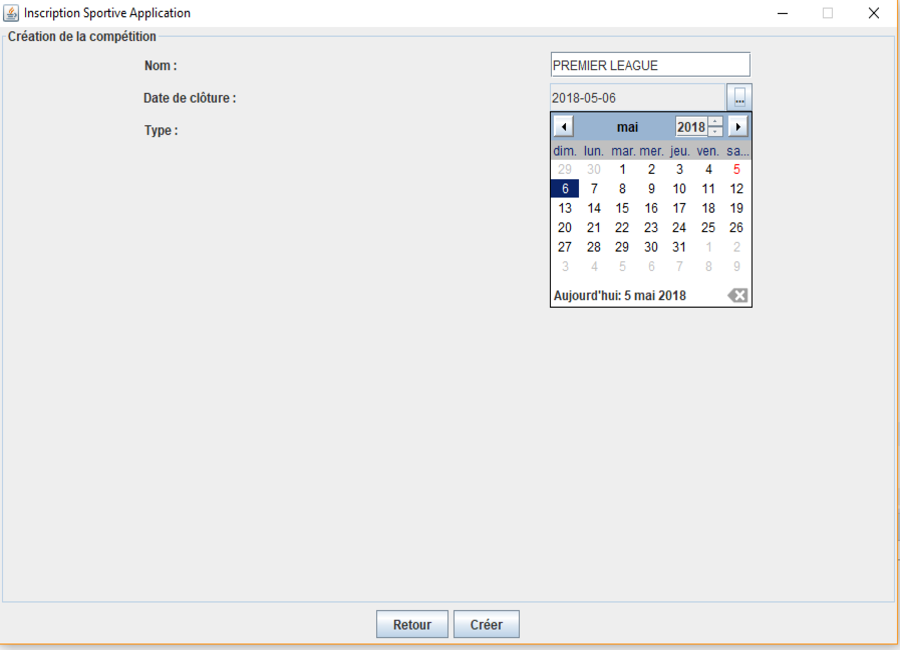 Inscription Sportive Application
Création de la compétition
Nom :
PREMIER LEAGUE
Date de clôture :
2018-05-06
...
Type :
mai
2018
dim. lun. mar. mer. jeu. ven. sa...
29 30 1 2 3 4 5
6 7 8 9 10 11 12
13 14 15 16 17 18 19
20 21 22 23 24 25 26
27 28 29 30 31 1 2
3 4 5 6 7 8 9
Aujourd'hui: 5 mai 2018
Retour
Créer